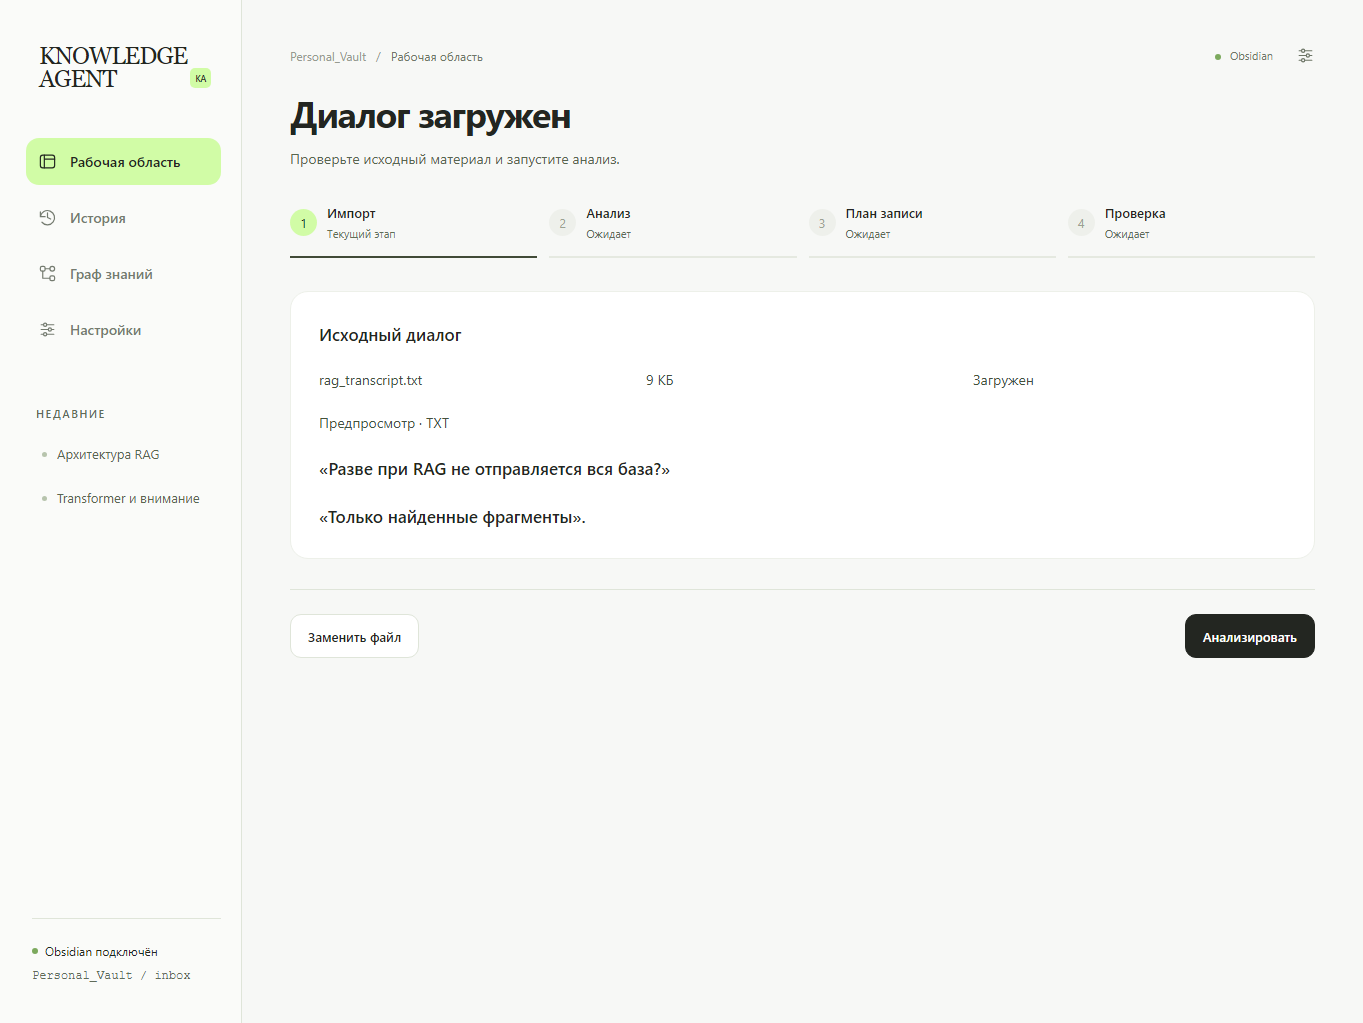 KNOWLEDGE
AGENT
KA
Рабочая область
История
Граф знаний
Настройки
НЕДАВНИЕ
Архитектура RAG
Transformer и внимание
Obsidian подключён
Personal_Vault / inbox
Personal_Vault / Рабочая область
Obsidian
Диалог загружен
Проверьте исходный материал и запустите анализ.
1 Импорт
Текущий этап
2 Анализ
Ожидает
3 План записи
Ожидает
4 Проверка
Ожидает
Исходный диалог
rag_transcript.txt 9 КБ Загружен
Предпросмотр · TXT
«Разве при RAG не отправляется вся база?»
«Только найденные фрагменты».
Заменить файл
Анализировать